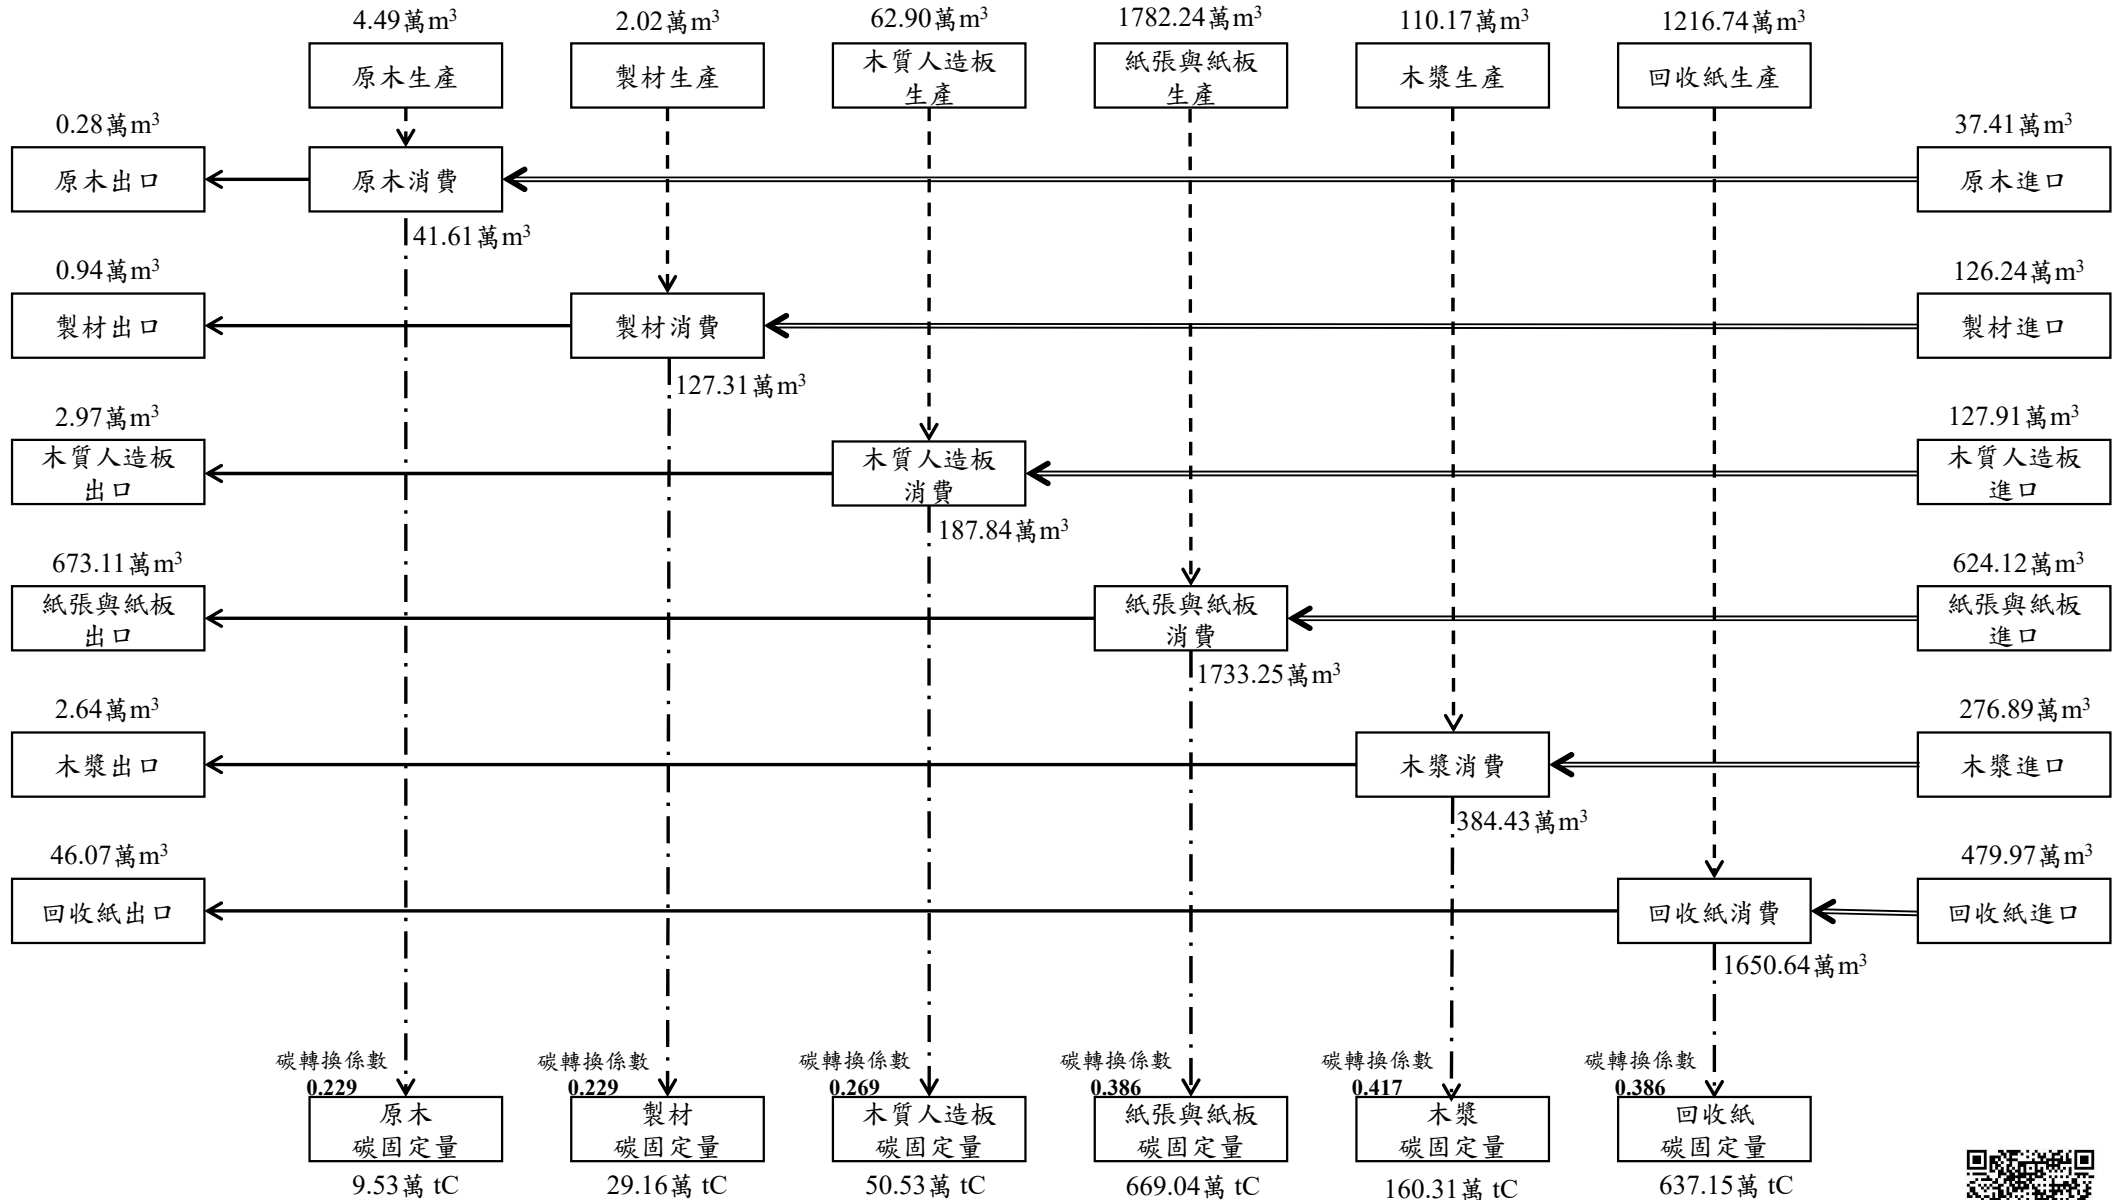 4.49萬m³
2.02萬m³
62.90萬m³
1782.24萬m³
110.17萬m³
1216.74萬m³
原木生產
製材生產
木質人造板
生產
紙張與紙板
生產
木漿生產
回收紙生產
0.28萬m³
37.41萬m³
原木出口
原木消費
原木進口
41.61萬m³
0.94萬m³
126.24萬m³
製材出口
製材消費
製材進口
127.31萬m³
2.97萬m³
127.91萬m³
木質人造板
出口
木質人造板
消費
木質人造板
進口
187.84萬m³
673.11萬m³
624.12萬m³
紙張與紙板
出口
紙張與紙板
消費
紙張與紙板
進口
1733.25萬m³
2.64萬m³
276.89萬m³
木漿出口
木漿消費
木漿進口
384.43萬m³
46.07萬m³
479.97萬m³
回收紙出口
回收紙消費
回收紙進口
1650.64萬m³
碳轉換係數
0.229
碳轉換係數
0.229
碳轉換係數
0.269
碳轉換係數
0.386
碳轉換係數
0.417
碳轉換係數
0.386
原木
碳固定量
製材
碳固定量
木質人造板
碳固定量
紙張與紙板
碳固定量
木漿
碳固定量
回收紙
碳固定量
9.53萬 tC
29.16萬 tC
50.53萬 tC
669.04萬 tC
160.31萬 tC
637.15萬 tC